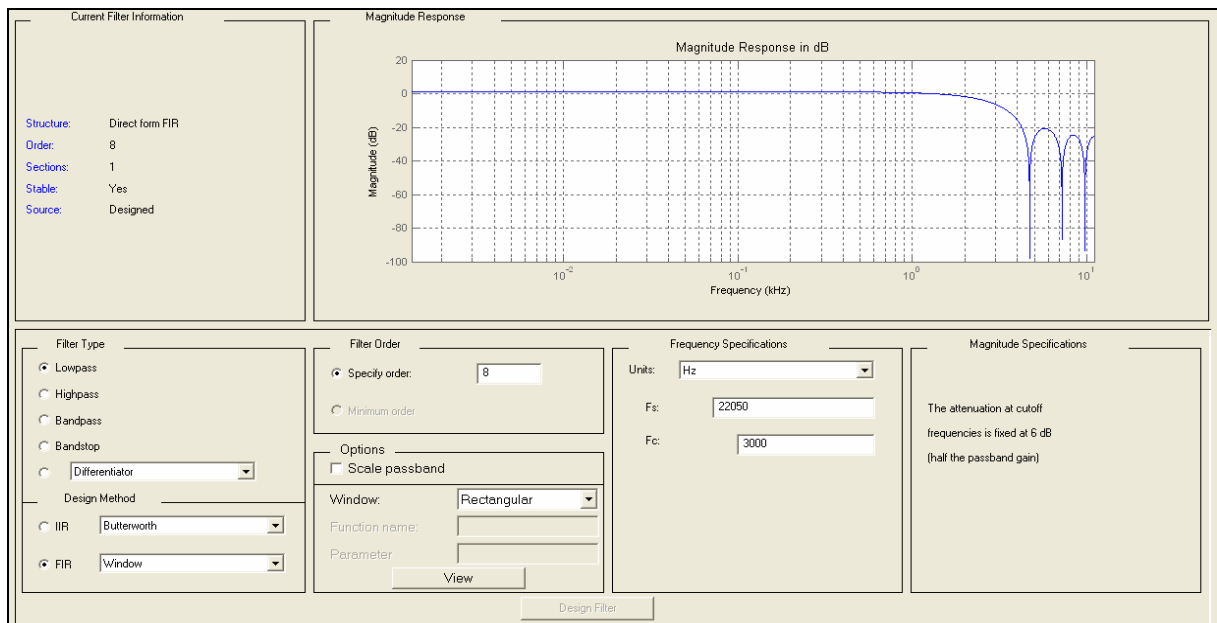 Current Filter Information
Structure: Direct form FIR
Order: 8
Sections: 1
Stable: Yes
Source: Designed
Magnitude Response
Magnitude Response in dB
20
0
-20
-40
-60
-80
-100
Magnitude (dB)
10⁻²
10⁻¹
10⁰
10¹
Frequency (kHz)
Filter Type
Lowpass
Highpass
Bandpass
Bandstop
Differentiator
Design Method
IIR Butterworth
FIR Window
Filter Order
Specify order: 8
Minimum order
Options
Scale passband
Window: Rectangular
Function name:
Parameter
View
Frequency Specifications
Units: Hz
Fs: 22050
Fc: 3000
Magnitude Specifications
The attenuation at cutoff
frequencies is fixed at 6 dB
(half the passband gain)
Design Filter